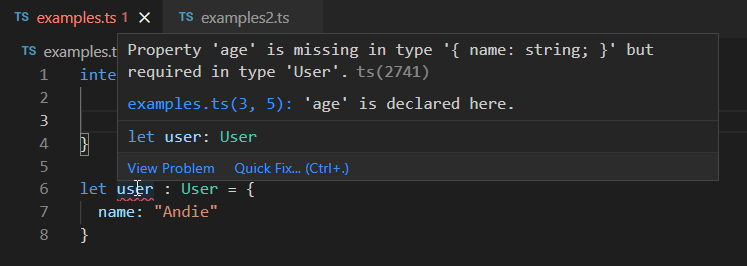 TS examples.ts 1 × TS examples2.ts
TS examples.t
Property 'age' is missing in type '{ name: string; }' but
required in type 'User'. ts(2741)
examples.ts(3, 5): 'age' is declared here.
let user: User
View Problem Quick Fix... (Ctrl+.)
1 inte
2
3
4 }
5
6 let user : User = {
7 name: "Andie"
8 }